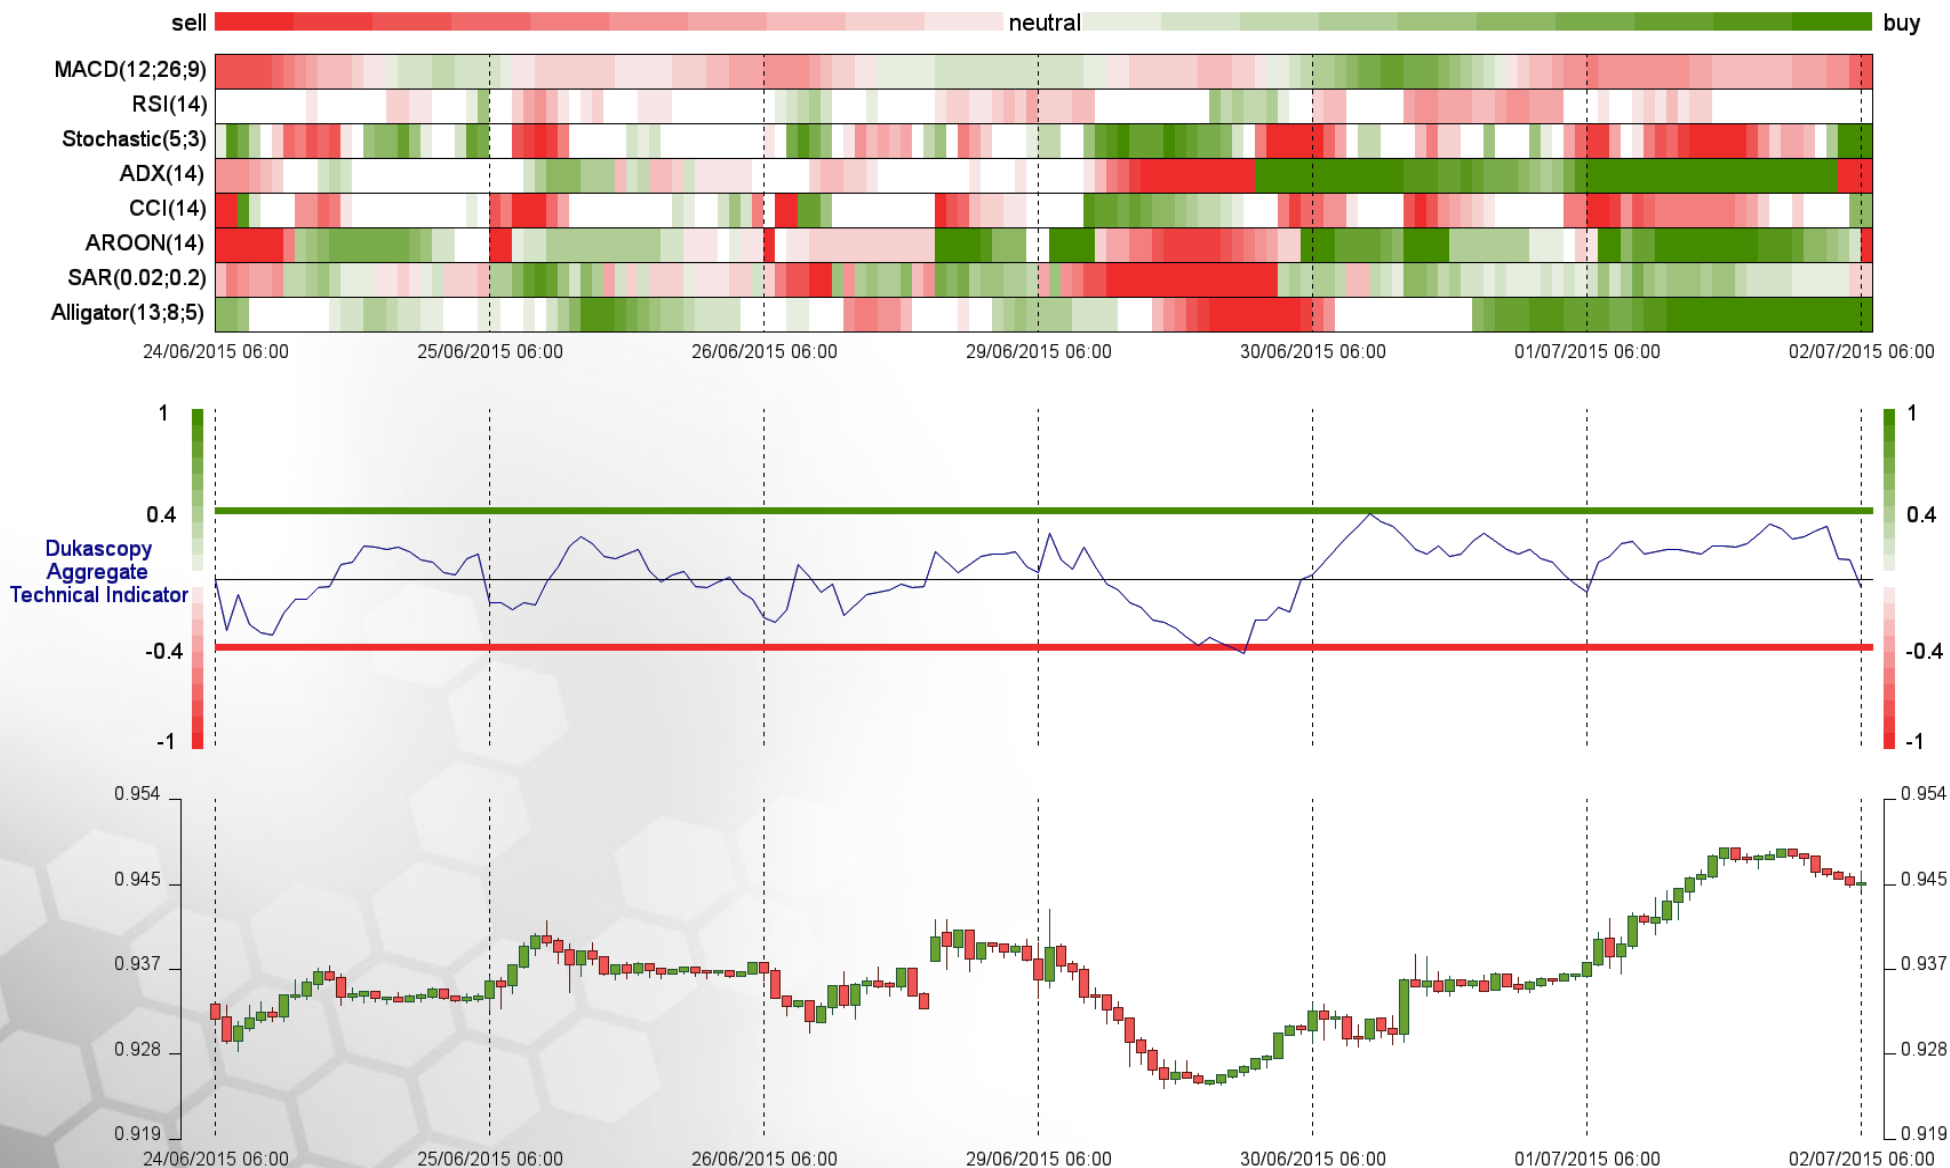 sell neutral buy
MACD(12;26;9)
RSI(14)
Stochastic(5;3)
ADX(14)
CCI(14)
AROON(14)
SAR(0.02;0.2)
Alligator(13;8;5)
24/06/2015 06:00 25/06/2015 06:00 26/06/2015 06:00 29/06/2015 06:00 30/06/2015 06:00 01/07/2015 06:00 02/07/2015 06:00
1 1
0.4 0.4
Dukascopy
Aggregate
Technical Indicator
-0.4 -0.4
-1 -1
0.954 0.954
0.945 0.945
0.937 0.937
0.928 0.928
0.919 0.919
24/06/2015 06:00 25/06/2015 06:00 26/06/2015 06:00 29/06/2015 06:00 30/06/2015 06:00 01/07/2015 06:00 02/07/2015 06:00